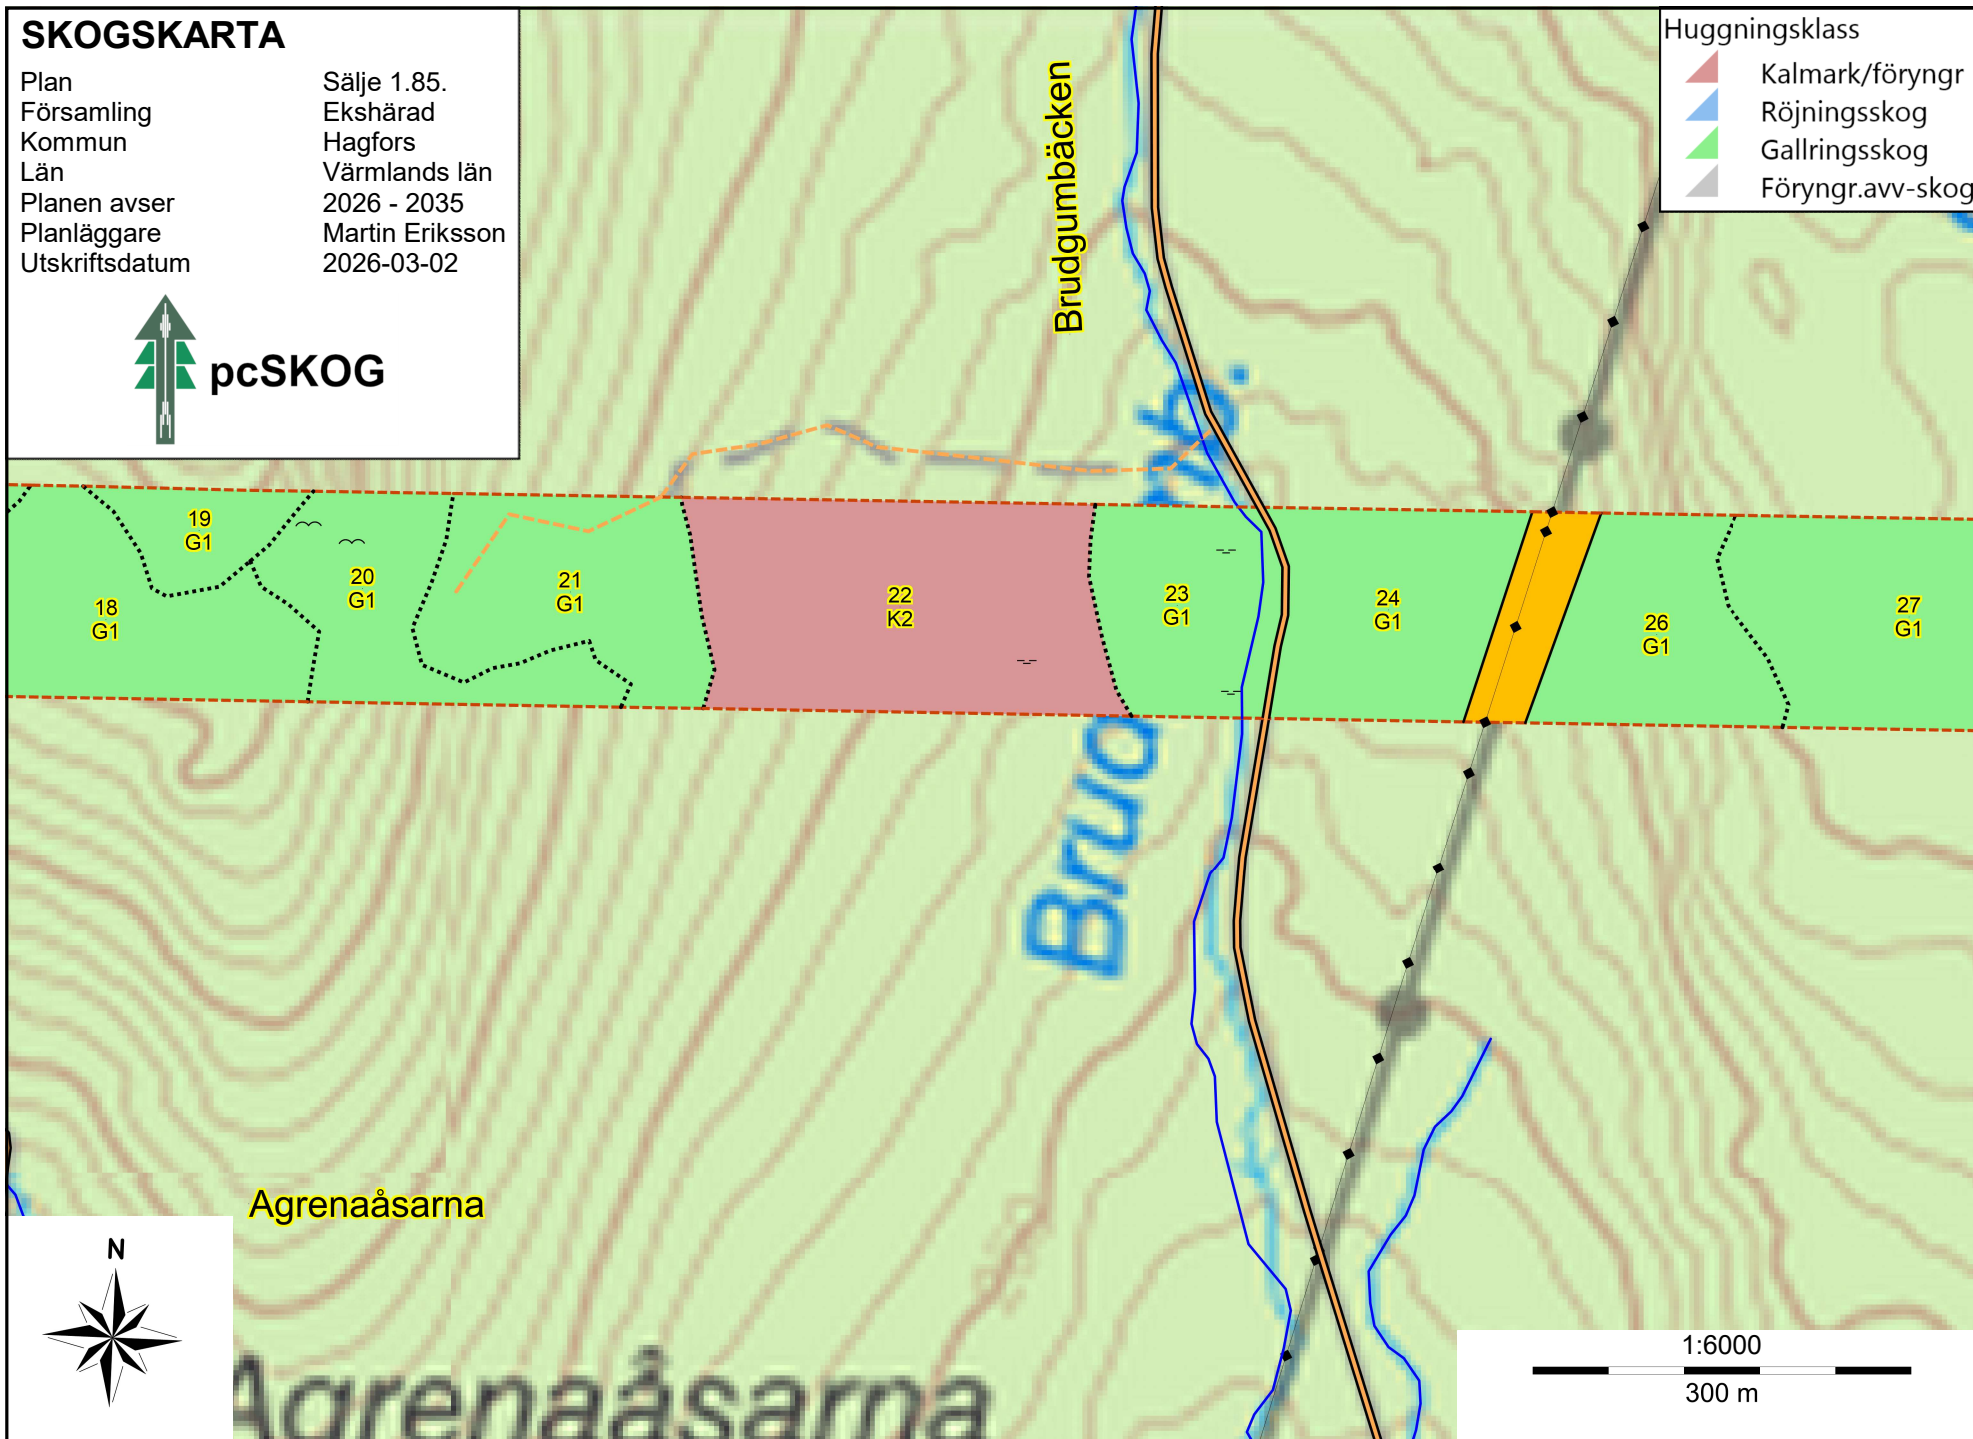 SKOGSKARTA
Plan Sälje 1.85.
Församling Ekshärad
Kommun Hagfors
Län Värmlands län
Planen avser 2026 - 2035
Planläggare Martin Eriksson
Utskriftsdatum 2026-03-02
pcSKOG
Huggningsklass
Kalmark/föryngr
Röjningsskog
Gallringsskog
Föryngr.avv-skog
Brudgumbäcken
19
G1
18
G1
20
G1
21
G1
22
K2
23
G1
24
G1
26
G1
27
G1
Agrenaåsarna
N
Agrenaåsarna
1:6000
300 m